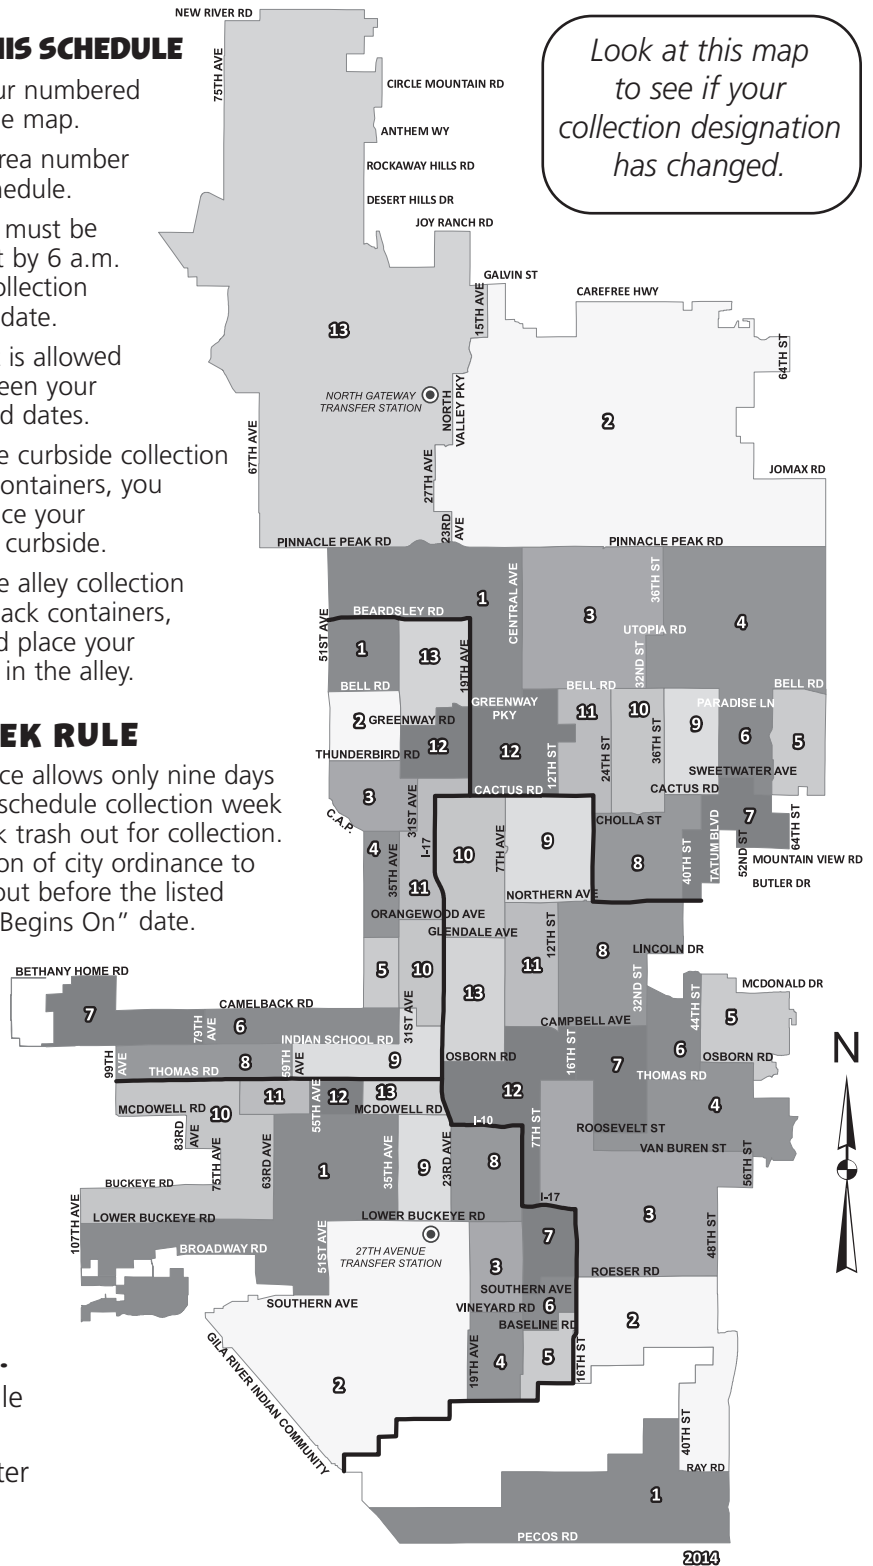 HIS SCHEDULE
ur numbered
e map.
rea number
hedule.
must be
t by 6 a.m.
ollection
date.
is allowed
een your
d dates.
e curbside collection
ontainers, you
ce your
curbside.
e alley collection
ack containers,
d place your
in the alley.
EEK RULE
ce allows only nine days
schedule collection week
k trash out for collection.
on of city ordinance to
out before the listed
Begins On” date.
.
le
ter
Look at this map
to see if your
collection designation
has changed.
NEW RIVER RD
75TH AVE
CIRCLE MOUNTAIN RD
ANTHEM WY
ROCKAWAY HILLS RD
DESERT HILLS DR
JOY RANCH RD
GALVIN ST
15TH AVE
CAREFREE HWY
64TH ST
13
NORTH GATEWAY
TRANSFER STATION
NORTH
VALLEY PKY
2
67TH AVE
27TH AVE
JOMAX RD
23RD
AVE
PINNACLE PEAK RD
PINNACLE PEAK RD
1
CENTRAL AVE
3
36TH ST
4
BEARDSLEY RD
UTOPIA RD
51ST AVE
1
13
19TH AVE
32ND ST
BELL RD
BELL RD
BELL RD
GREENWAY
PKY
11
10
PARADISE LN
2
GREENWAY RD
36TH ST
9
6
5
THUNDERBIRD RD
12
12
12TH ST
24TH ST
SWEETWATER AVE
3
CACTUS RD
CACTUS RD
C.A.P.
31ST AVE
I-17
CHOLLA ST
TATUM BLVD
7
64TH ST
4
35TH AVE
10
7TH AVE
9
8
40TH ST
52ND ST
MOUNTAIN VIEW RD
BUTLER DR
11
NORTHERN AVE
ORANGEWOOD AVE
GLENDALE AVE
12TH ST
8
LINCOLN DR
5
10
13
11
32ND ST
BETHANY HOME RD
MCDONALD DR
7
CAMELBACK RD
79TH
AVE
6
31ST AVE
CAMPBELL AVE
44TH ST
5
INDIAN SCHOOL RD
99TH
AVE
8
59TH
AVE
9
OSBORN RD
16TH ST
7
6
OSBORN RD
THOMAS RD
THOMAS RD
11
55TH AVE
12
13
12
4
MCDOWELL RD
10
MCDOWELL RD
I-10
7TH ST
ROOSEVELT ST
83RD
AVE
VAN BUREN ST
75TH AVE
63RD AVE
1
35TH AVE
9
23RD AVE
8
56TH ST
BUCKEYE RD
I-17
107TH AVE
LOWER BUCKEYE RD
LOWER BUCKEYE RD
7
3
48TH ST
BROADWAY RD
51ST AVE
27TH AVENUE
TRANSFER STATION
3
ROESER RD
SOUTHERN AVE
SOUTHERN AVE
VINEYARD RD
6
BASELINE RD
2
GILA RIVER INDIAN COMMUNITY
2
19TH AVE
4
5
16TH ST
40TH ST
RAY RD
1
PECOS RD
2014
N